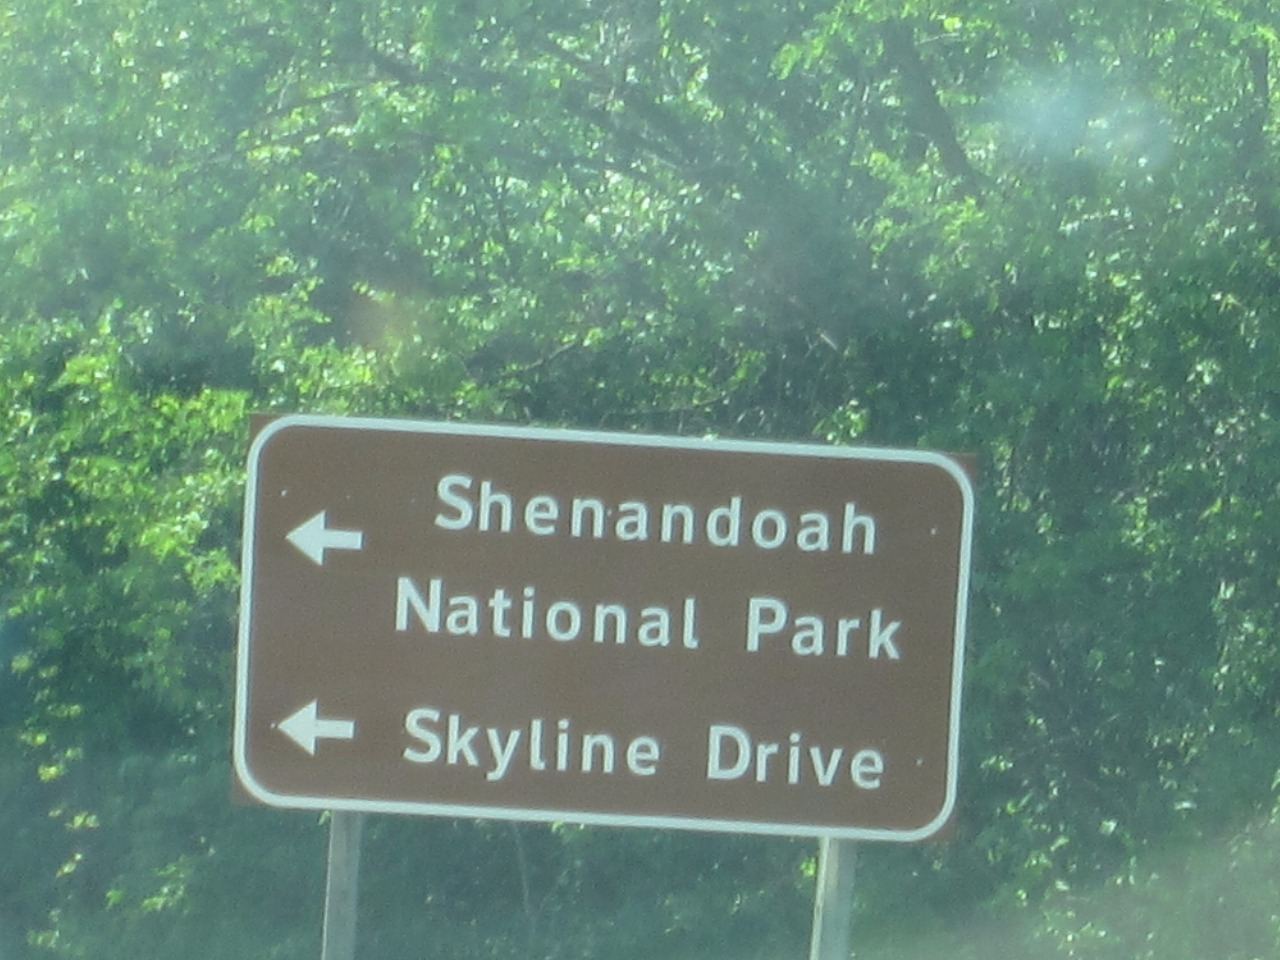 Shenandoah
National Park
Skyline Drive